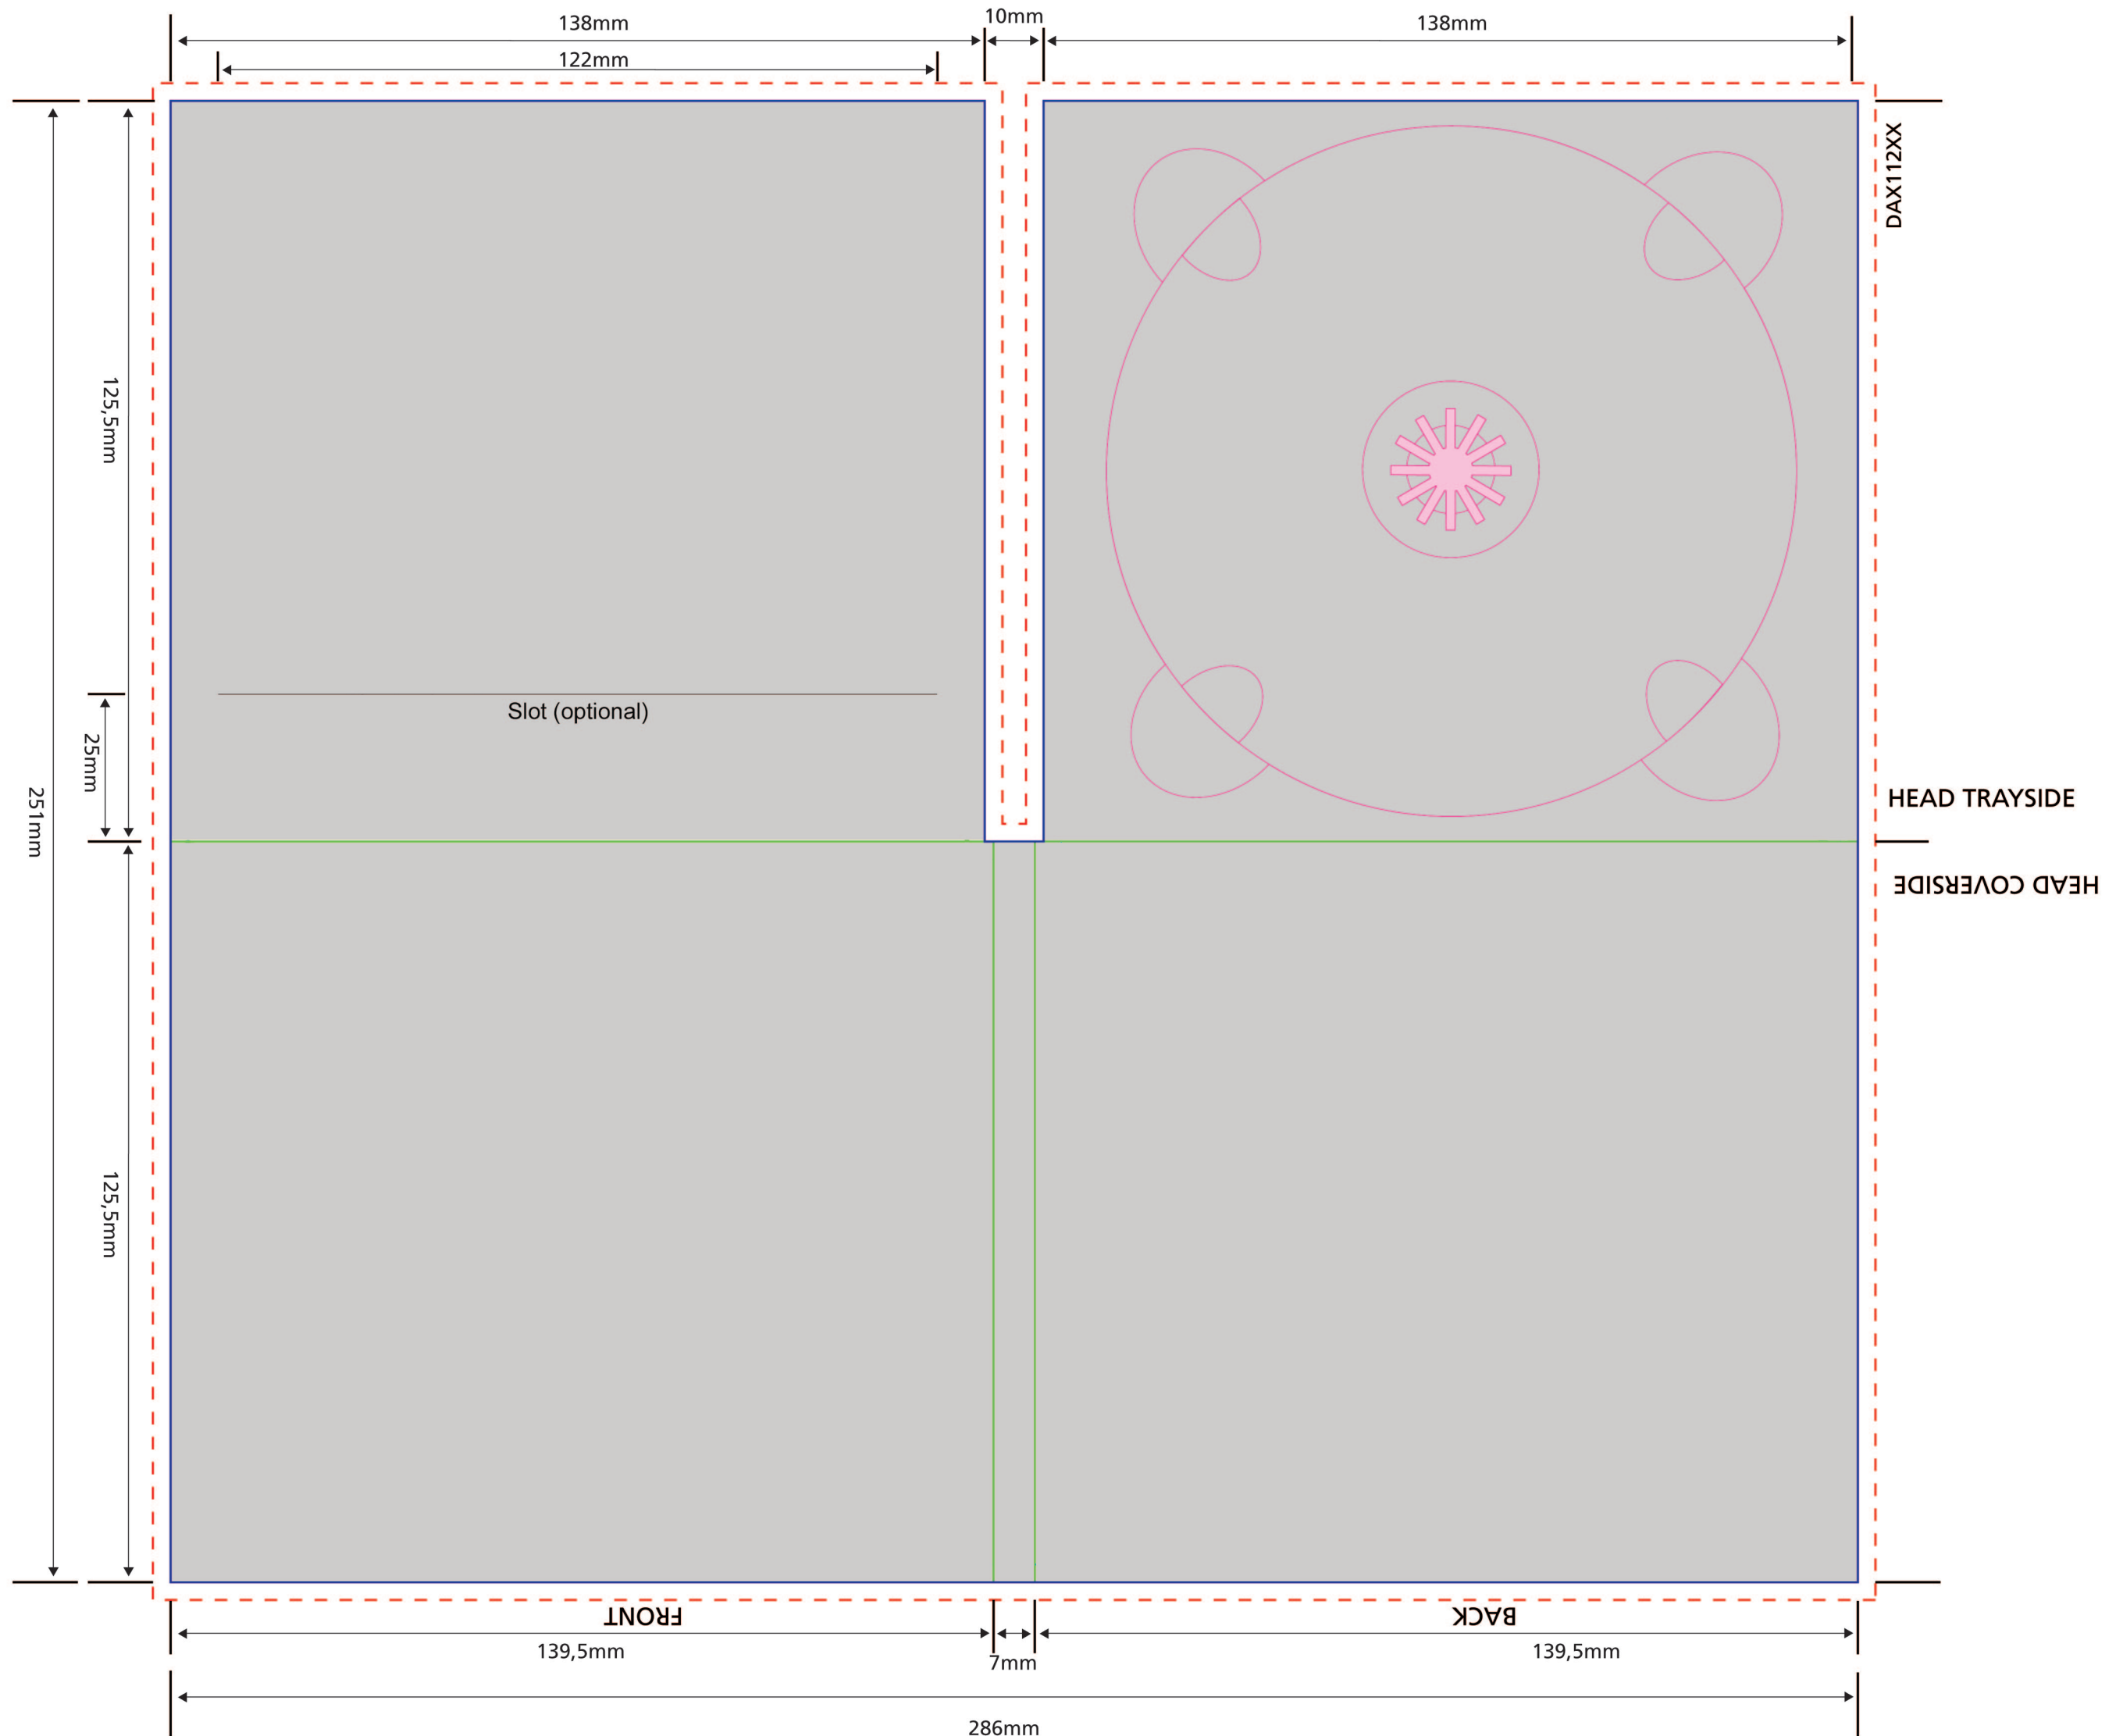 138mm
10mm
138mm
122mm
DAX112XX
125,5mm
Slot (optional)
25mm
251mm
HEAD TRAYSIDE
HEAD COVERSIDE
125,5mm
FRONT
BACK
139,5mm
7mm
139,5mm
286mm